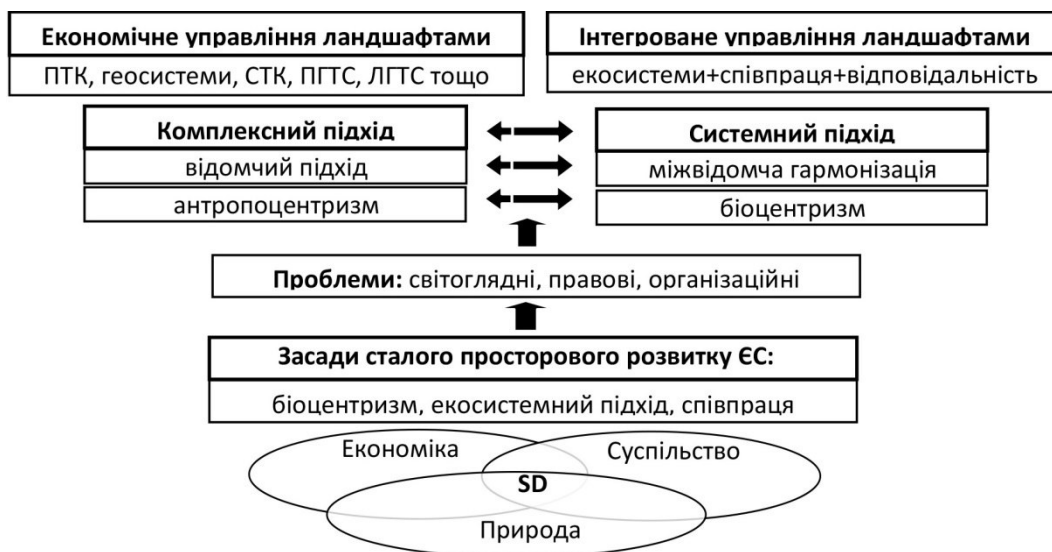 Економічне управління ландшафтами
ПТК, геосистеми, СТК, ПГТС, ЛГТС тощо
Інтегроване управління ландшафтами
екосистеми+співпраця+відповідальність
Комплексний підхід
відомчий підхід
антропоцентризм
Системний підхід
міжвідомча гармонізація
біоцентризм
Проблеми: світоглядні, правові, організаційні
Засади сталого просторового розвитку ЄС:
біоцентризм, екосистемний підхід, співпраця
Економіка
Суспільство
SD
Природа